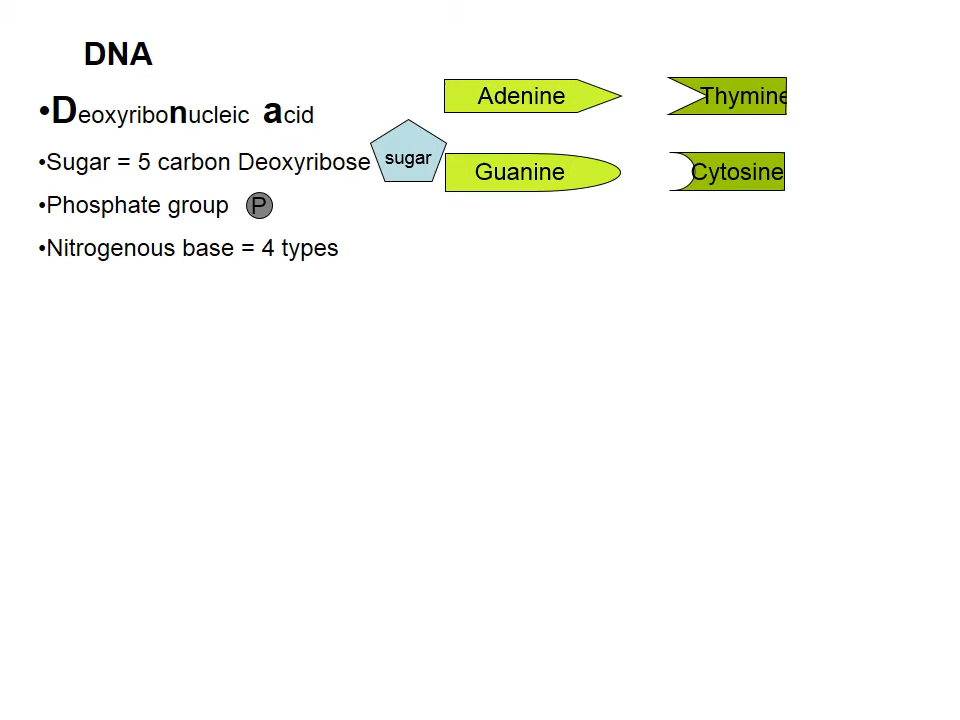 DNA
•Deoxyribonucleic acid
•Sugar = 5 carbon Deoxyribose
sugar
•Phosphate group P
•Nitrogenous base = 4 types
Adenine
Thymine
Guanine
Cytosine